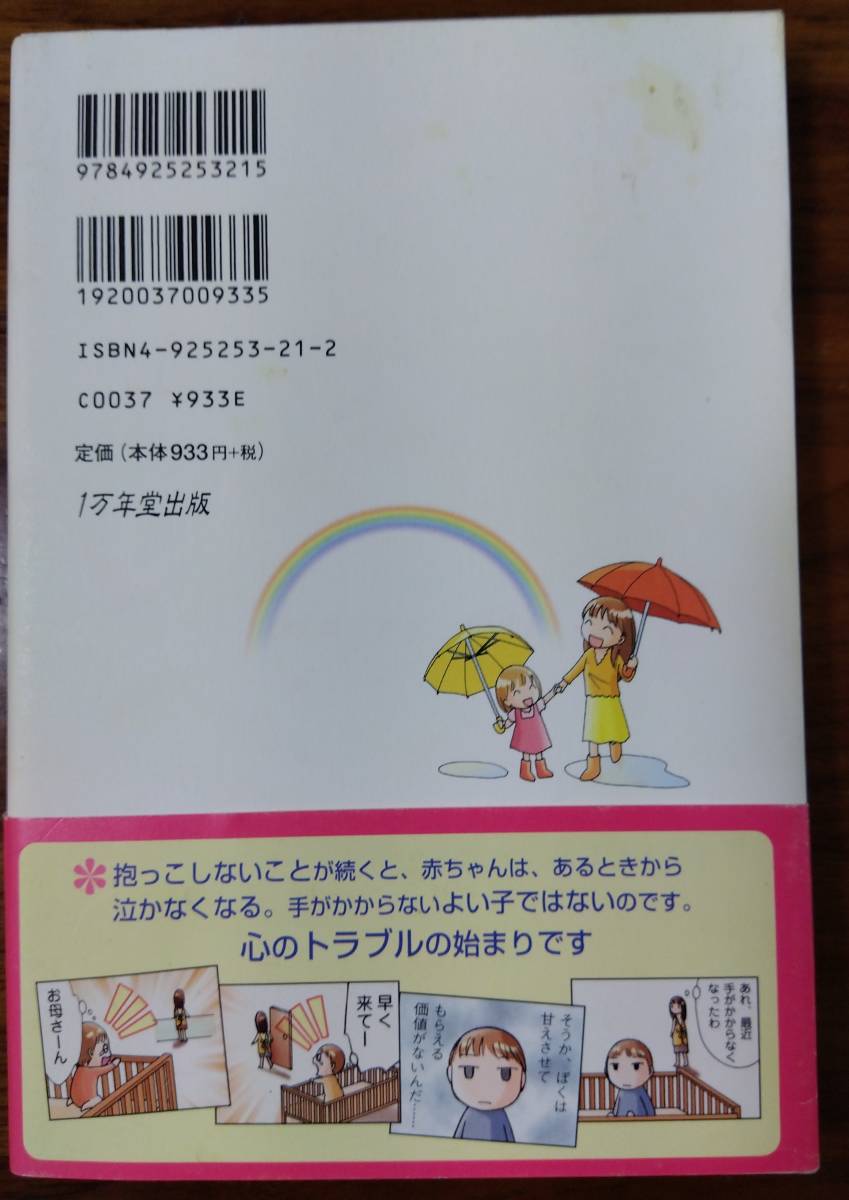 9784925253215
1920037009335
ISBN4-925253-21-2
C0037 ¥933E
定価(本体933円+税)
1万年堂出版
抱っこしないことが続くと、赤ちゃんは、あるときから
泣かなくなる。手がかからないよい子ではないのです。
心のトラブルの始まりです
お母さーん
早く
来てー
そうか、ぼくは
甘えさせて
もらえる
価値がないんだ……
あれ、最近
手がかからなく
なったわ